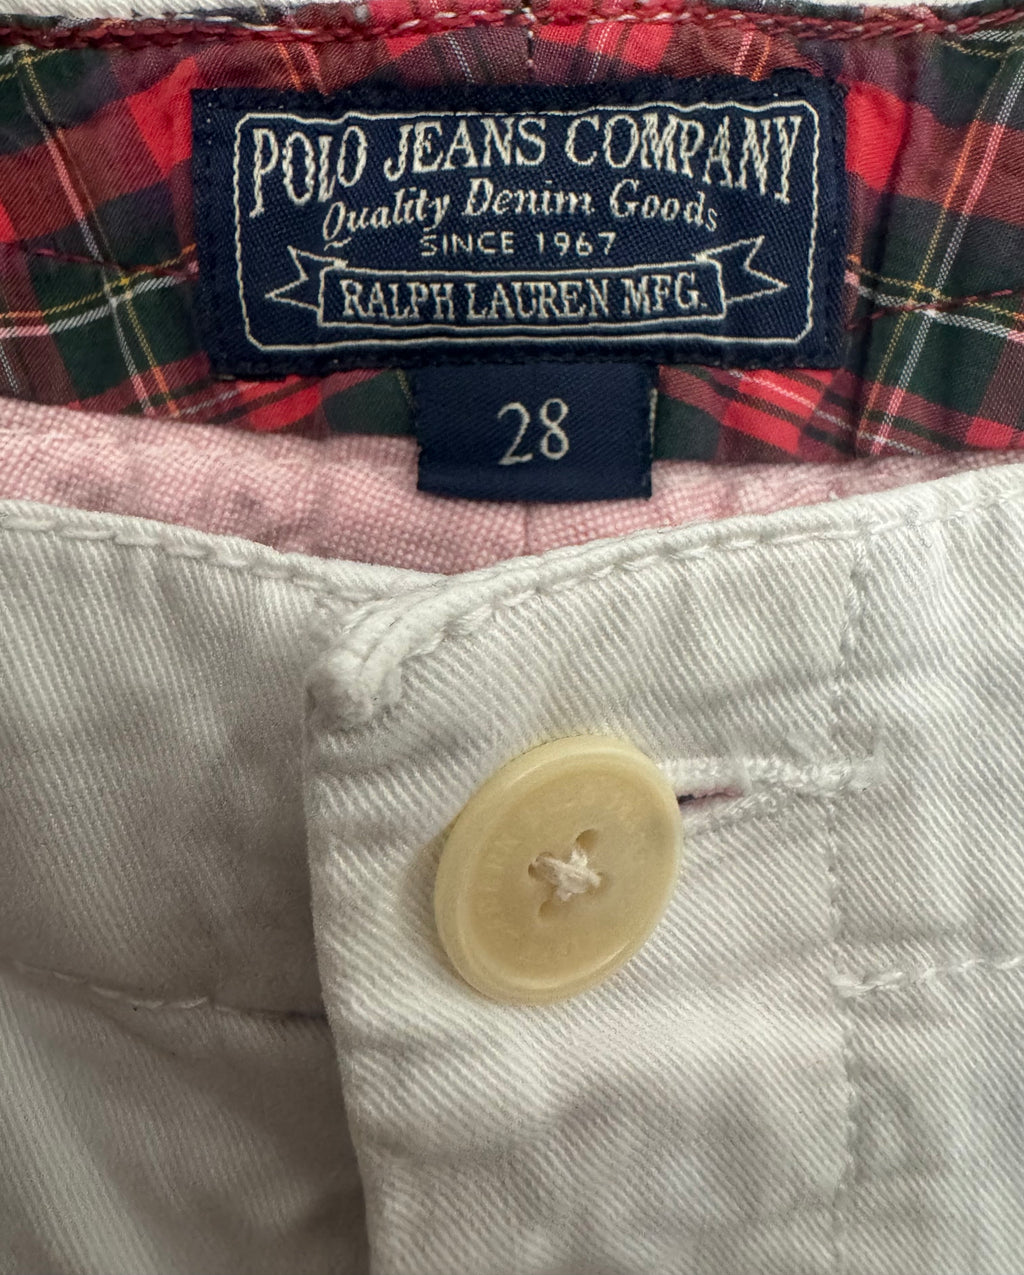 POLO JEANS COMPANY
Quality Denim Goods
SINCE 1967
RALPH LAUREN MFG.
28